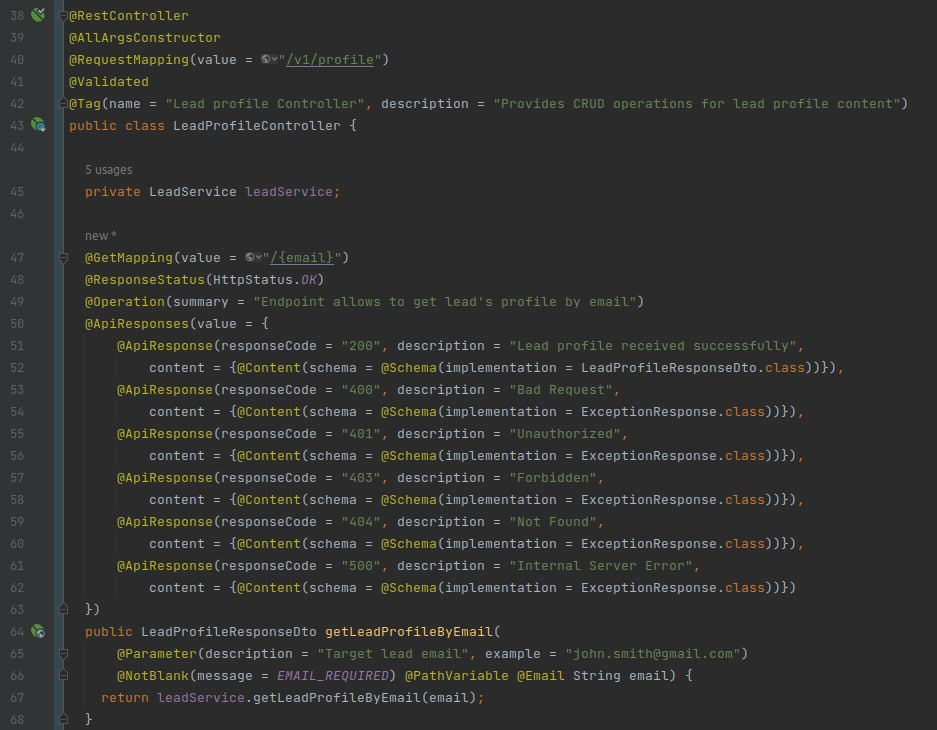 38 @RestController
39 @AllArgsConstructor
40 @RequestMapping(value = "/v1/profile")
41 @Validated
42 @Tag(name = "Lead profile Controller", description = "Provides CRUD operations for lead profile content")
43 public class LeadProfileController {
44
5 usages
45 private LeadService leadService;
46
new *
47 @GetMapping(value = "/{email}")
48 @ResponseStatus(HttpStatus.OK)
49 @Operation(summary = "Endpoint allows to get lead's profile by email")
50 @ApiResponses(value = {
51 @ApiResponse(responseCode = "200", description = "Lead profile received successfully",
52 content = {@Content(schema = @Schema(implementation = LeadProfileResponseDto.class))}),
53 @ApiResponse(responseCode = "400", description = "Bad Request",
54 content = {@Content(schema = @Schema(implementation = ExceptionResponse.class))}),
55 @ApiResponse(responseCode = "401", description = "Unauthorized",
56 content = {@Content(schema = @Schema(implementation = ExceptionResponse.class))}),
57 @ApiResponse(responseCode = "403", description = "Forbidden",
58 content = {@Content(schema = @Schema(implementation = ExceptionResponse.class))}),
59 @ApiResponse(responseCode = "404", description = "Not Found",
60 content = {@Content(schema = @Schema(implementation = ExceptionResponse.class))}),
61 @ApiResponse(responseCode = "500", description = "Internal Server Error",
62 content = {@Content(schema = @Schema(implementation = ExceptionResponse.class))})
63 })
64 public LeadProfileResponseDto getLeadProfileByEmail(
65 @Parameter(description = "Target lead email", example = "john.smith@gmail.com")
66 @NotBlank(message = EMAIL_REQUIRED) @PathVariable @Email String email) {
67 return leadService.getLeadProfileByEmail(email);
68 }